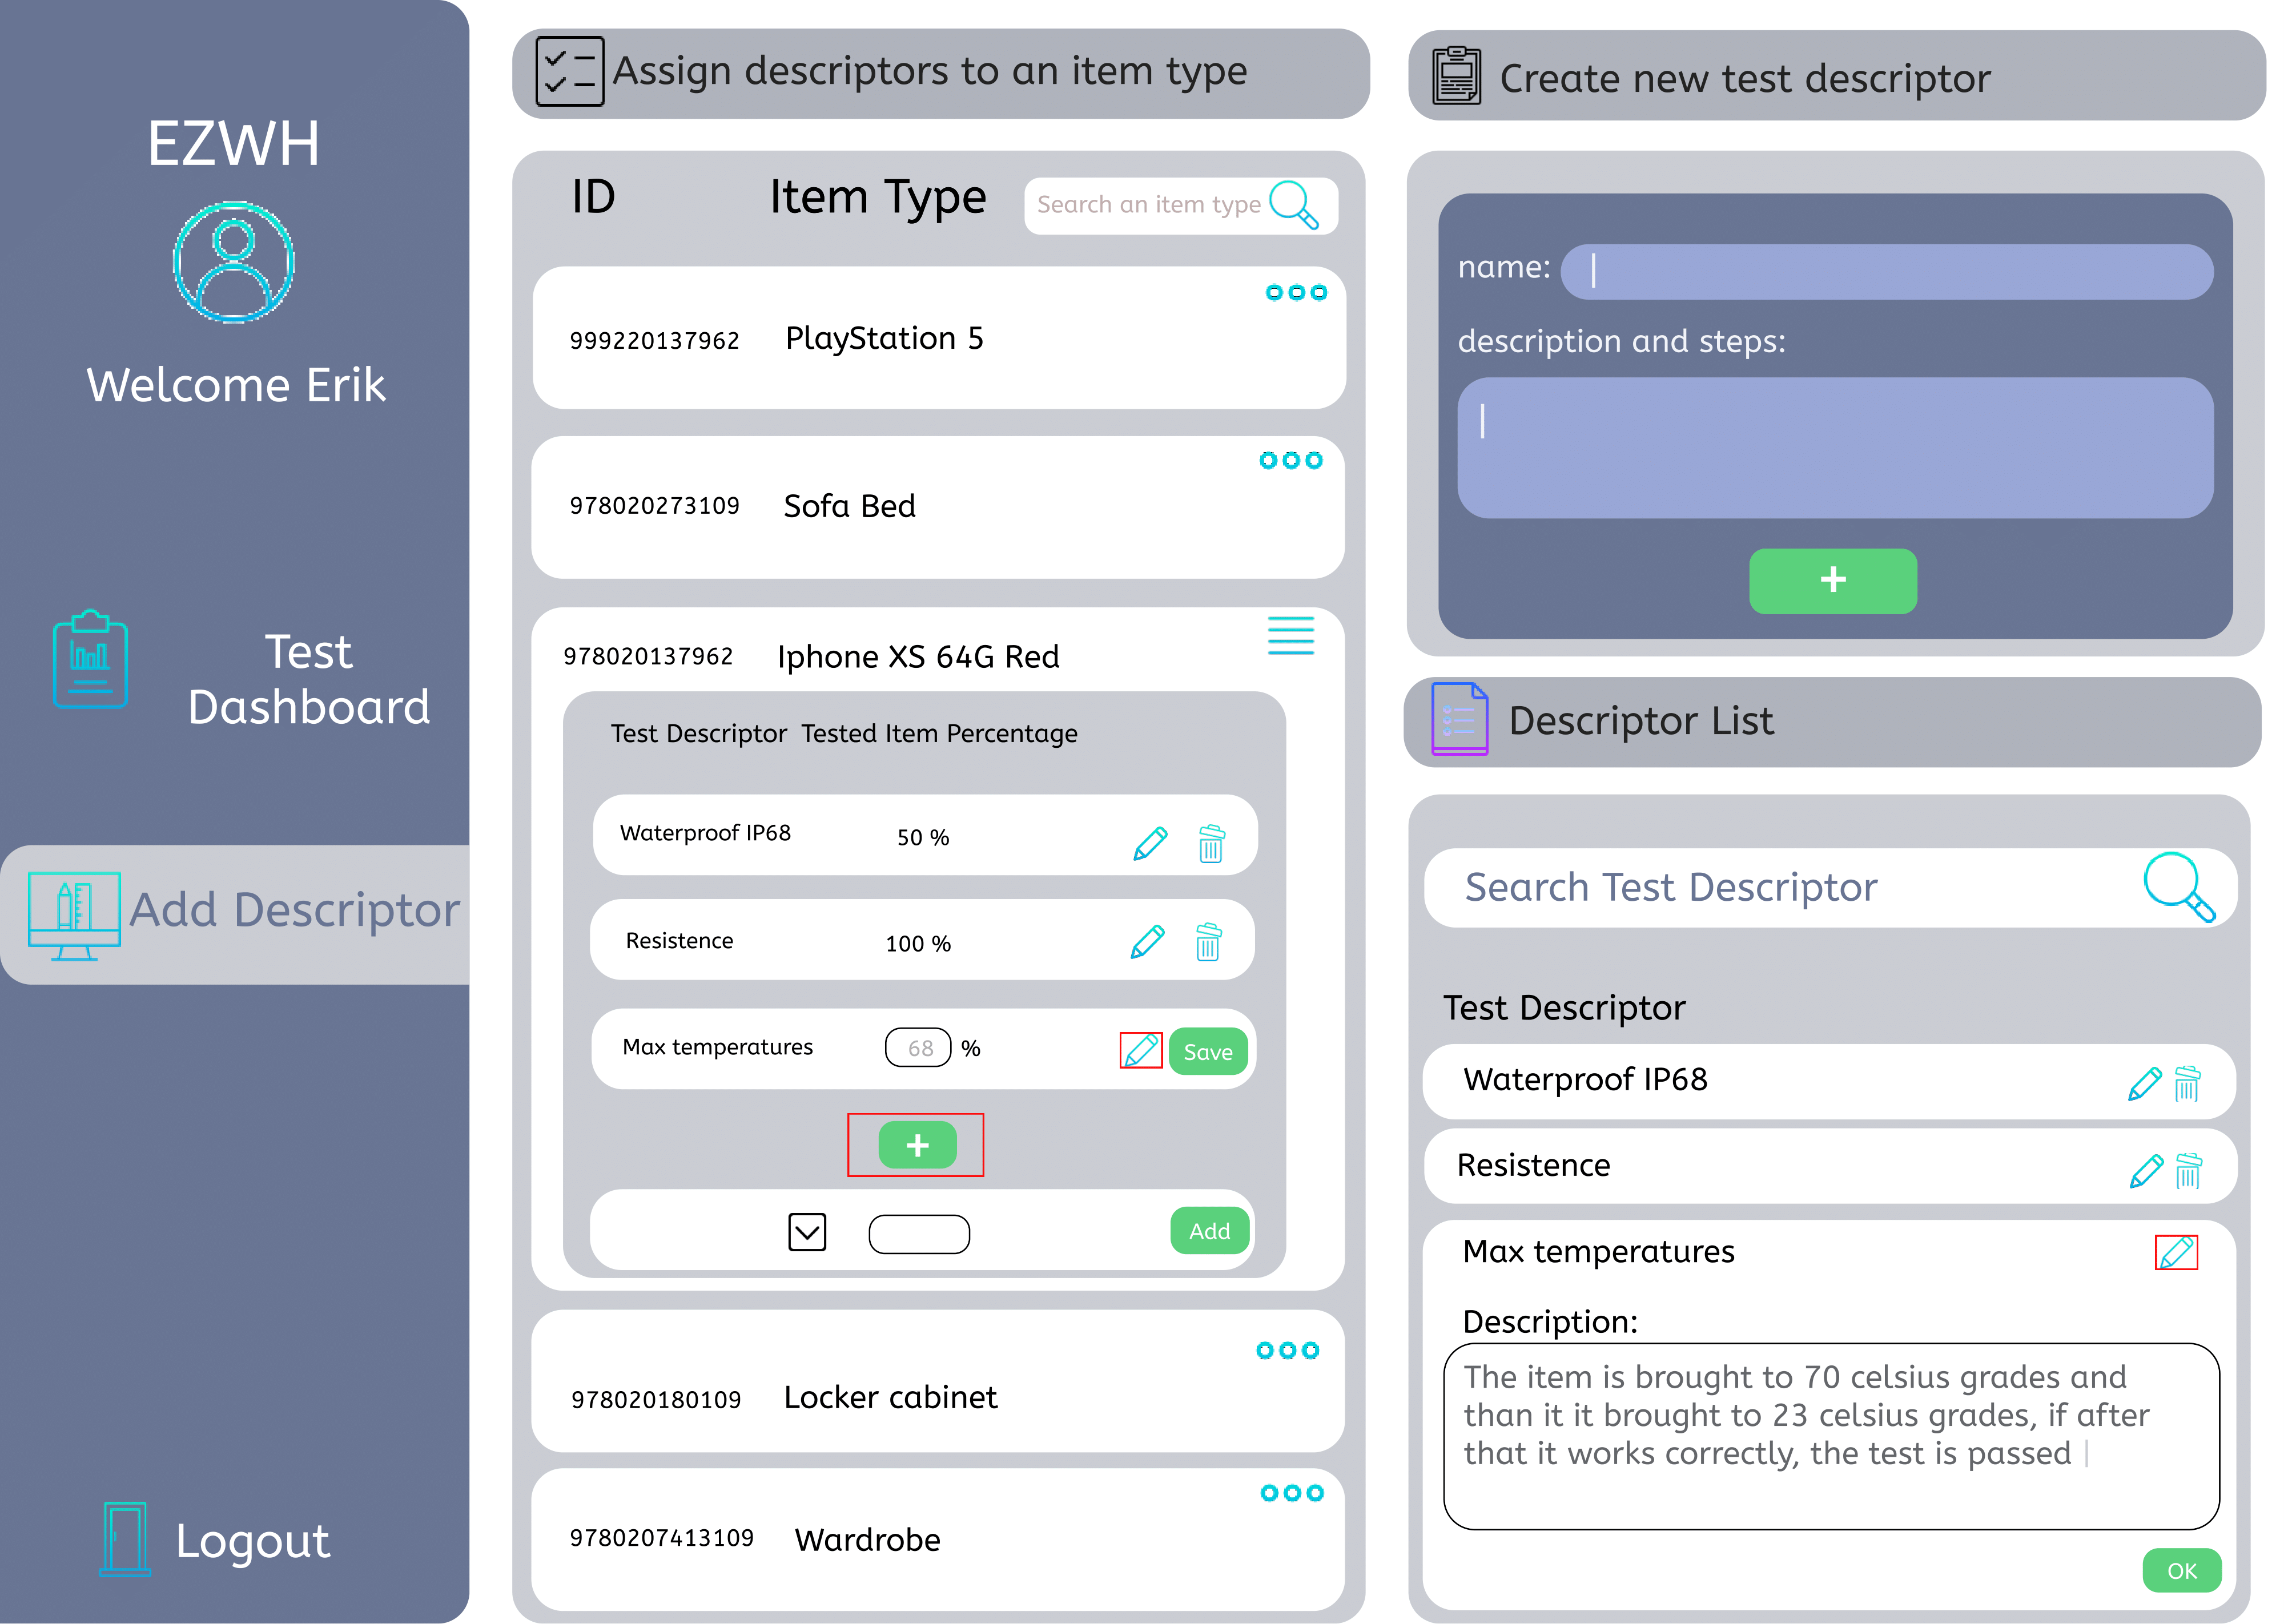 EZWH
Welcome Erik
Test
Dashboard
Add Descriptor
Logout
Assign descriptors to an item type
ID Item Type Search an item type
999220137962 PlayStation 5
978020273109 Sofa Bed
978020137962 Iphone XS 64G Red
Test Descriptor Tested Item Percentage
Waterproof IP68 50 %
Resistence 100 %
Max temperatures 68 % Save
+
Add
978020180109 Locker cabinet
9780207413109 Wardrobe
Create new test descriptor
name:
description and steps:
+
Descriptor List
Search Test Descriptor
Test Descriptor
Waterproof IP68
Resistence
Max temperatures
Description:
The item is brought to 70 celsius grades and
than it it brought to 23 celsius grades, if after
that it works correctly, the test is passed
OK